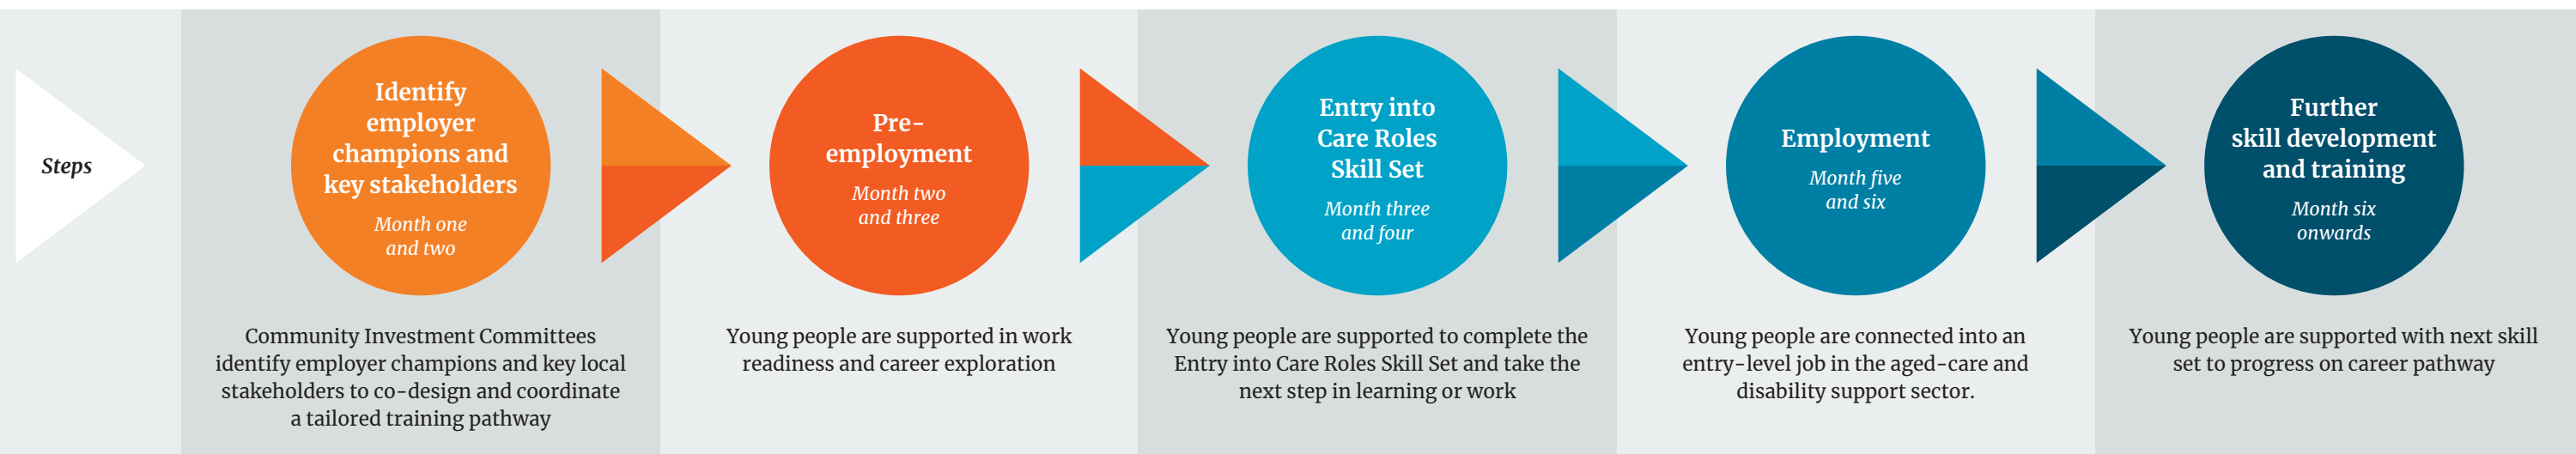 Steps
Identify
employer
champions and
key stakeholders
Month one
and two
Community Investment Committees
identify employer champions and key local
stakeholders to co-design and coordinate
a tailored training pathway
Pre-
employment
Month two
and three
Young people are supported in work
readiness and career exploration
Entry into
Care Roles
Skill Set
Month three
and four
Young people are supported to complete the
Entry into Care Roles Skill Set and take the
next step in learning or work
Employment
Month five
and six
Young people are connected into an
entry-level job in the aged-care and
disability support sector.
Further
skill development
and training
Month six
onwards
Young people are supported with next skill
set to progress on career pathway